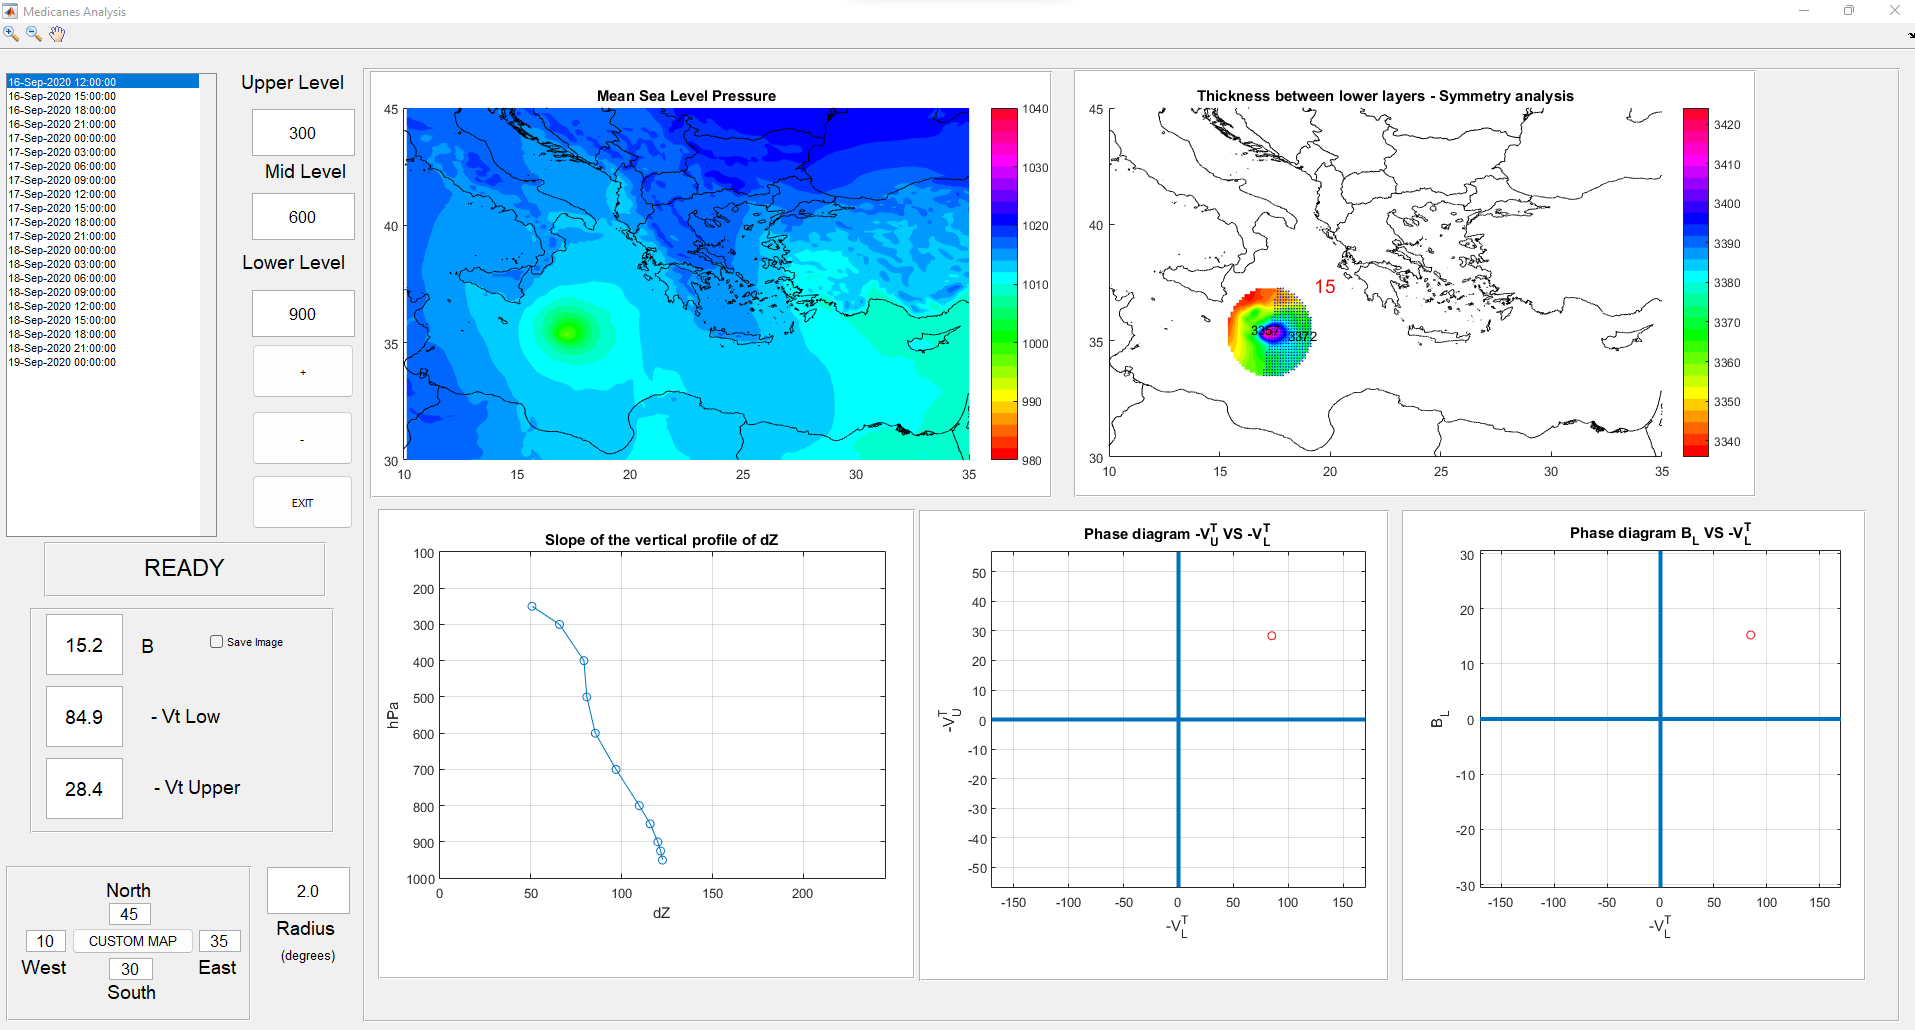 Medicanes Analysis
16-Sep-2020 12:00:00
16-Sep-2020 15:00:00
16-Sep-2020 18:00:00
16-Sep-2020 21:00:00
17-Sep-2020 00:00:00
17-Sep-2020 03:00:00
17-Sep-2020 06:00:00
17-Sep-2020 09:00:00
17-Sep-2020 12:00:00
17-Sep-2020 15:00:00
17-Sep-2020 18:00:00
17-Sep-2020 21:00:00
18-Sep-2020 00:00:00
18-Sep-2020 03:00:00
18-Sep-2020 06:00:00
18-Sep-2020 09:00:00
18-Sep-2020 12:00:00
18-Sep-2020 15:00:00
18-Sep-2020 18:00:00
18-Sep-2020 21:00:00
19-Sep-2020 00:00:00
Upper Level
300
Mid Level
600
Lower Level
900
+
-
EXIT
READY
15.2 B
Save Image
84.9 - Vt Low
28.4 - Vt Upper
North
45
10 CUSTOM MAP 35
West 30 East
South
2.0
Radius
(degrees)
Mean Sea Level Pressure
45
40
35
30
10 15 20 25 30 35
1040
1030
1020
1010
1000
990
980
Thickness between lower layers - Symmetry analysis
45
40
35
30
10 15 20 25 30 35
15
3357
3372
3420
3410
3400
3390
3380
3370
3360
3350
3340
Slope of the vertical profile of dZ
100
200
300
400
500
600
700
800
900
1000
hPa
0 50 100 150 200
dZ
Phase diagram -V_U^T VS -V_L^T
50
40
30
20
10
0
-10
-20
-30
-40
-50
-V_U^T
-150 -100 -50 0 50 100 150
-V_L^T
Phase diagram B_L VS -V_L^T
30
20
10
0
-10
-20
-30
B_L
-150 -100 -50 0 50 100 150
-V_L^T